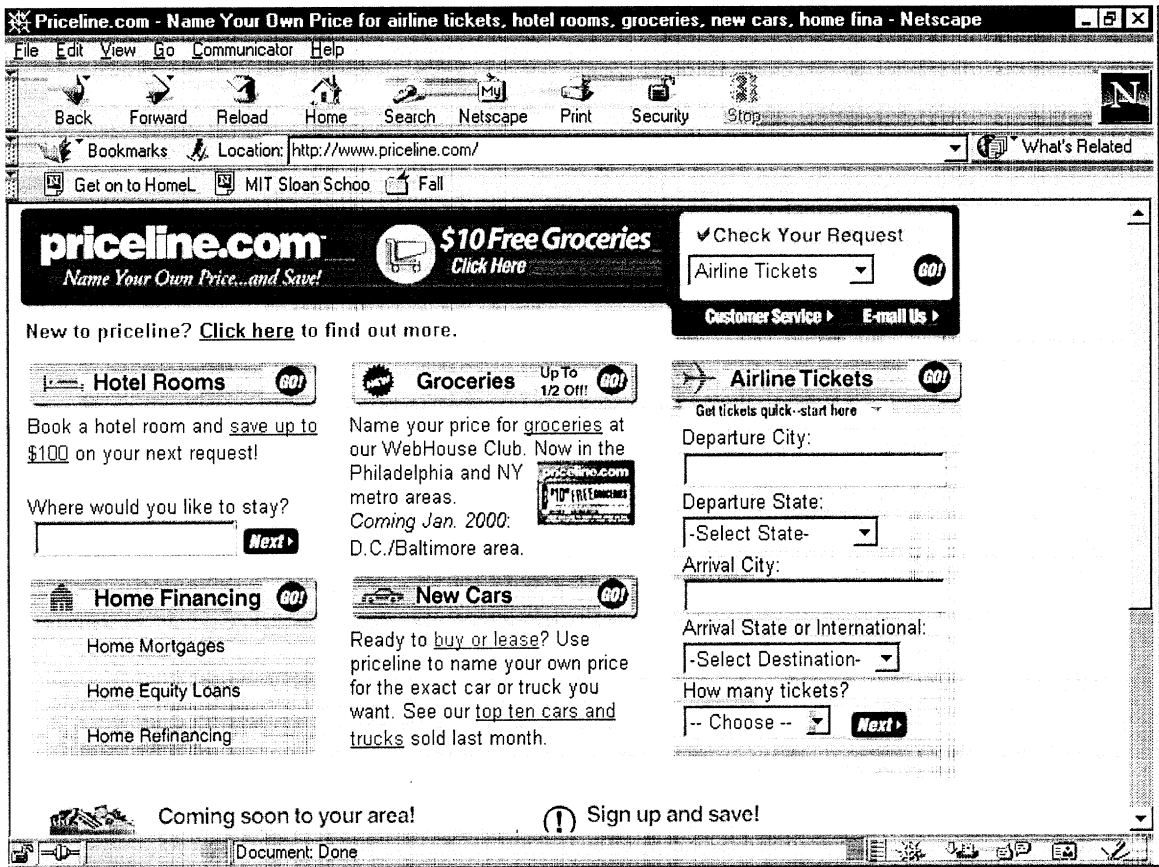 Priceline.com - Name Your Own Price for airline tickets, hotel rooms, groceries, new cars, home fina - Netscape
File Edit View Go Communicator Help
Back Forward Reload Home Search Netscape Print Security Stop
My
N
Bookmarks Location: http://www.priceline.com/ What's Related
Get on to HomeL MIT Sloan Schoo Fall
priceline.com
Name Your Own Price...and Save!
$10 Free Groceries
Click Here
Check Your Request
Airline Tickets GO!
Customer Service E-mail Us
New to priceline? Click here to find out more.
Hotel Rooms GO!
Book a hotel room and save up to
$100 on your next request!
Where would you like to stay?
Next
NEW Groceries Up To 1/2 Off! GO!
Name your price for groceries at
our WebHouse Club. Now in the
Philadelphia and NY
metro areas.
Coming Jan. 2000:
D.C./Baltimore area.
priceline.com
$10 FREE GROCERIES
Airline Tickets GO!
Get tickets quick--start here
Departure City:
Departure State:
-Select State-
Arrival City:
Arrival State or International:
-Select Destination-
How many tickets?
-- Choose -- Next
Home Financing GO!
Home Mortgages
Home Equity Loans
Home Refinancing
New Cars GO!
Ready to buy or lease? Use
priceline to name your own price
for the exact car or truck you
want. See our top ten cars and
trucks sold last month.
Coming soon to your area!
Sign up and save!
Document: Done